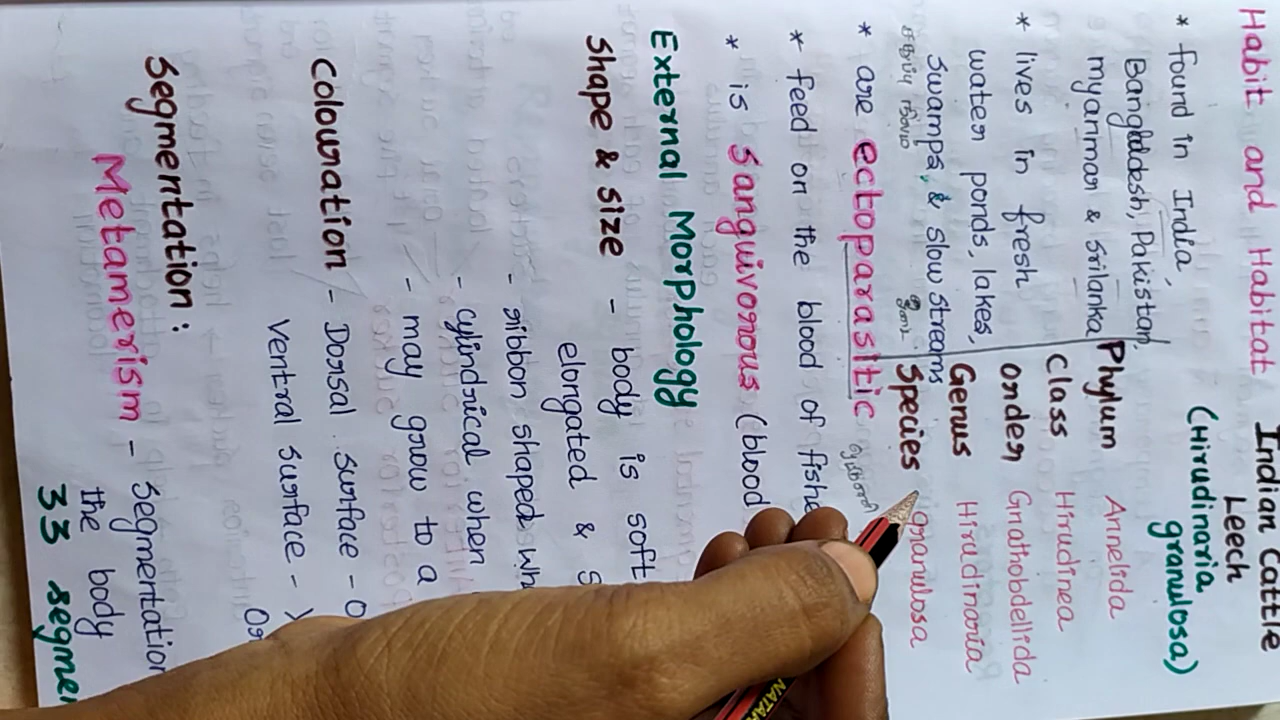 Habit and Habitat
* found in India,
Bangladesh, Pakistan,
myanmar & srilanka
* lives in fresh
water ponds, lakes,
swamps, & slow streams
* are ectoparasitic
* feed on the blood of fishe
* is Sanguivorous (blood
Indian Cattle
Leech
(Hirudinaria
granulosa)
Phylum Annelida
Class Hirudinea
order Gnathobdellida
Genus Hirudinaria
Species granulosa
External Morphology
Shape & size - body is soft
elongated & S
- ribbon shaped wh
- cylindrical when
- may grow to a
Colouration - Dorsal surface - O
Ventral surface - Y
Or
Segmentation :
Metamerism - Segmentation
the body
33 segme
NATAR